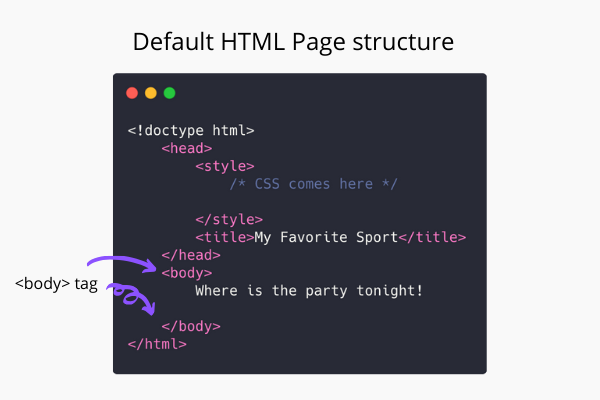 Default HTML Page structure
<!doctype html>
<head>
<style>
/* CSS comes here */
</style>
<title>My Favorite Sport</title>
</head>
<body>
<body> tag
Where is the party tonight!
</body>
</html>